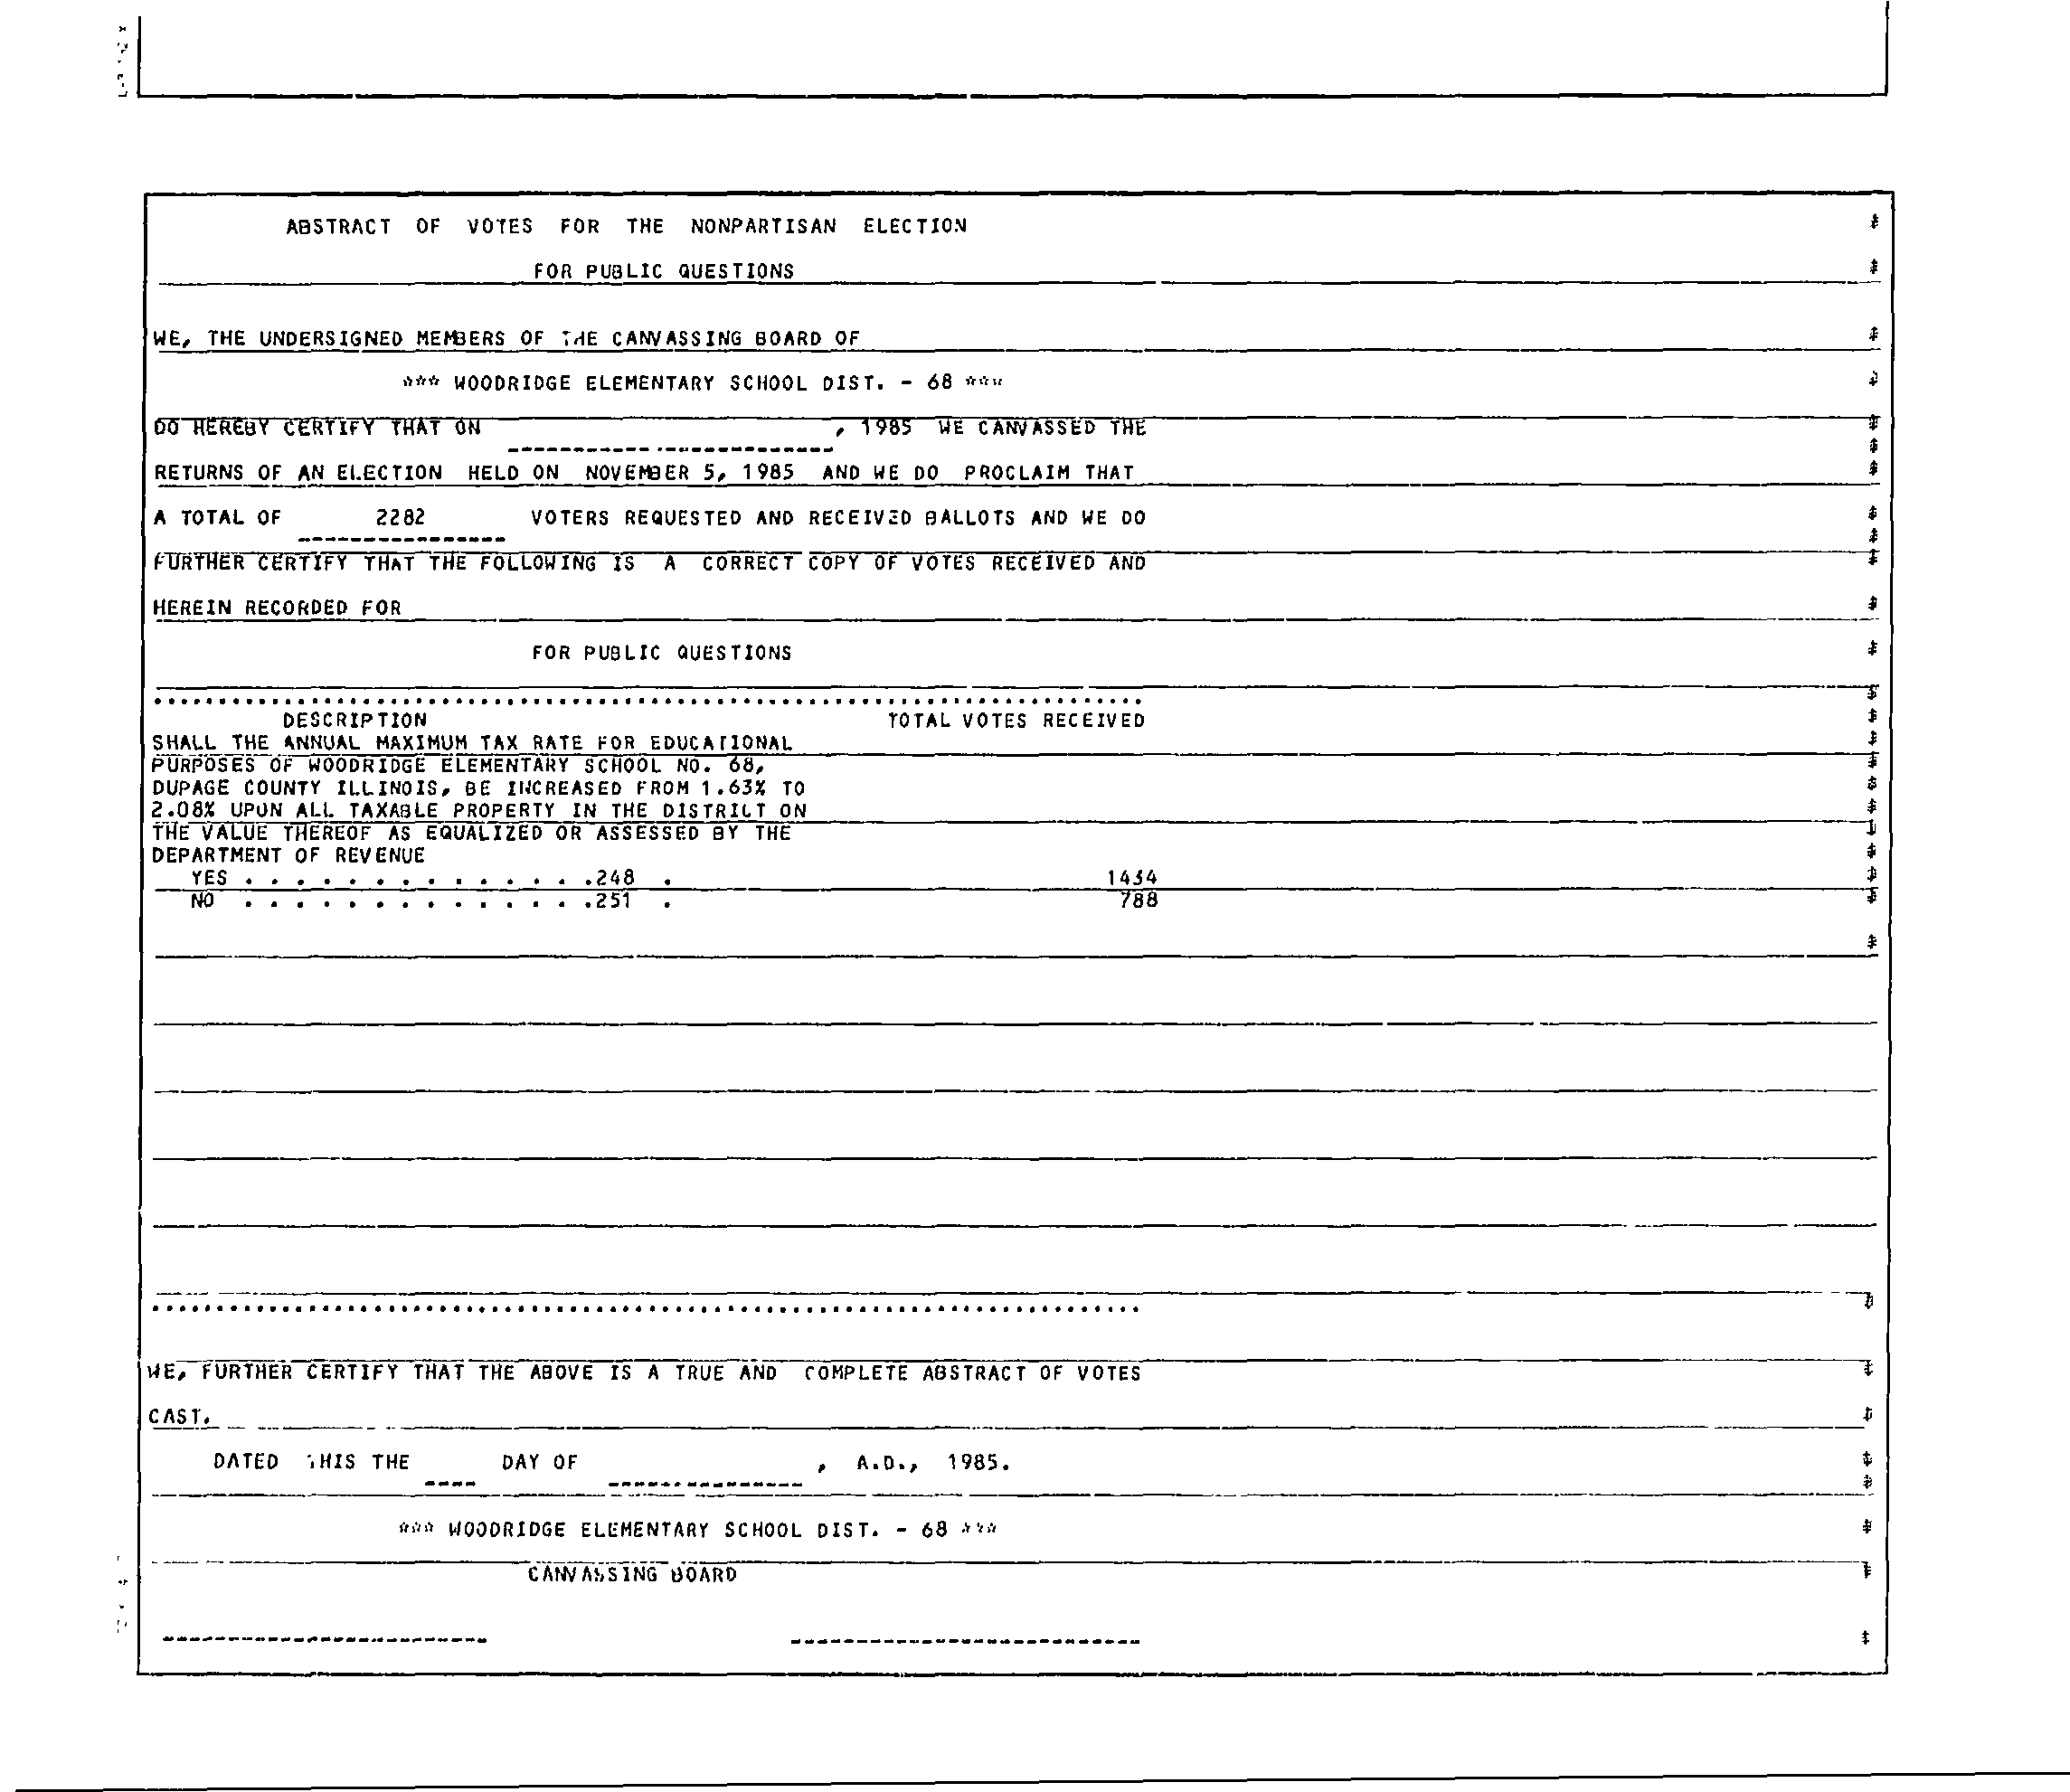 ABSTRACT OF VOTES FOR THE NONPARTISAN ELECTION
FOR PUBLIC QUESTIONS
WE, THE UNDERSIGNED MEMBERS OF THE CANVASSING BOARD OF
*** WOODRIDGE ELEMENTARY SCHOOL DIST. - 68 ***
DO HEREBY CERTIFY THAT ON , 1985 WE CANVASSED THE
RETURNS OF AN ELECTION HELD ON NOVEMBER 5, 1985 AND WE DO PROCLAIM THAT
A TOTAL OF 2282 VOTERS REQUESTED AND RECEIVED BALLOTS AND WE DO
FURTHER CERTIFY THAT THE FOLLOWING IS A CORRECT COPY OF VOTES RECEIVED AND
HEREIN RECORDED FOR
FOR PUBLIC QUESTIONS
DESCRIPTION TOTAL VOTES RECEIVED
SHALL THE ANNUAL MAXIMUM TAX RATE FOR EDUCATIONAL
PURPOSES OF WOODRIDGE ELEMENTARY SCHOOL NO. 68,
DUPAGE COUNTY ILLINOIS, BE INCREASED FROM 1.63% TO
2.08% UPON ALL TAXABLE PROPERTY IN THE DISTRICT ON
THE VALUE THEREOF AS EQUALIZED OR ASSESSED BY THE
DEPARTMENT OF REVENUE
YES . . . . . . . . . . . . . .248 . 1434
NO . . . . . . . . . . . . . .251 . 788
WE, FURTHER CERTIFY THAT THE ABOVE IS A TRUE AND COMPLETE ABSTRACT OF VOTES
CAST.
DATED THIS THE DAY OF , A.D., 1985.
*** WOODRIDGE ELEMENTARY SCHOOL DIST. - 68 ***
CANVASSING BOARD